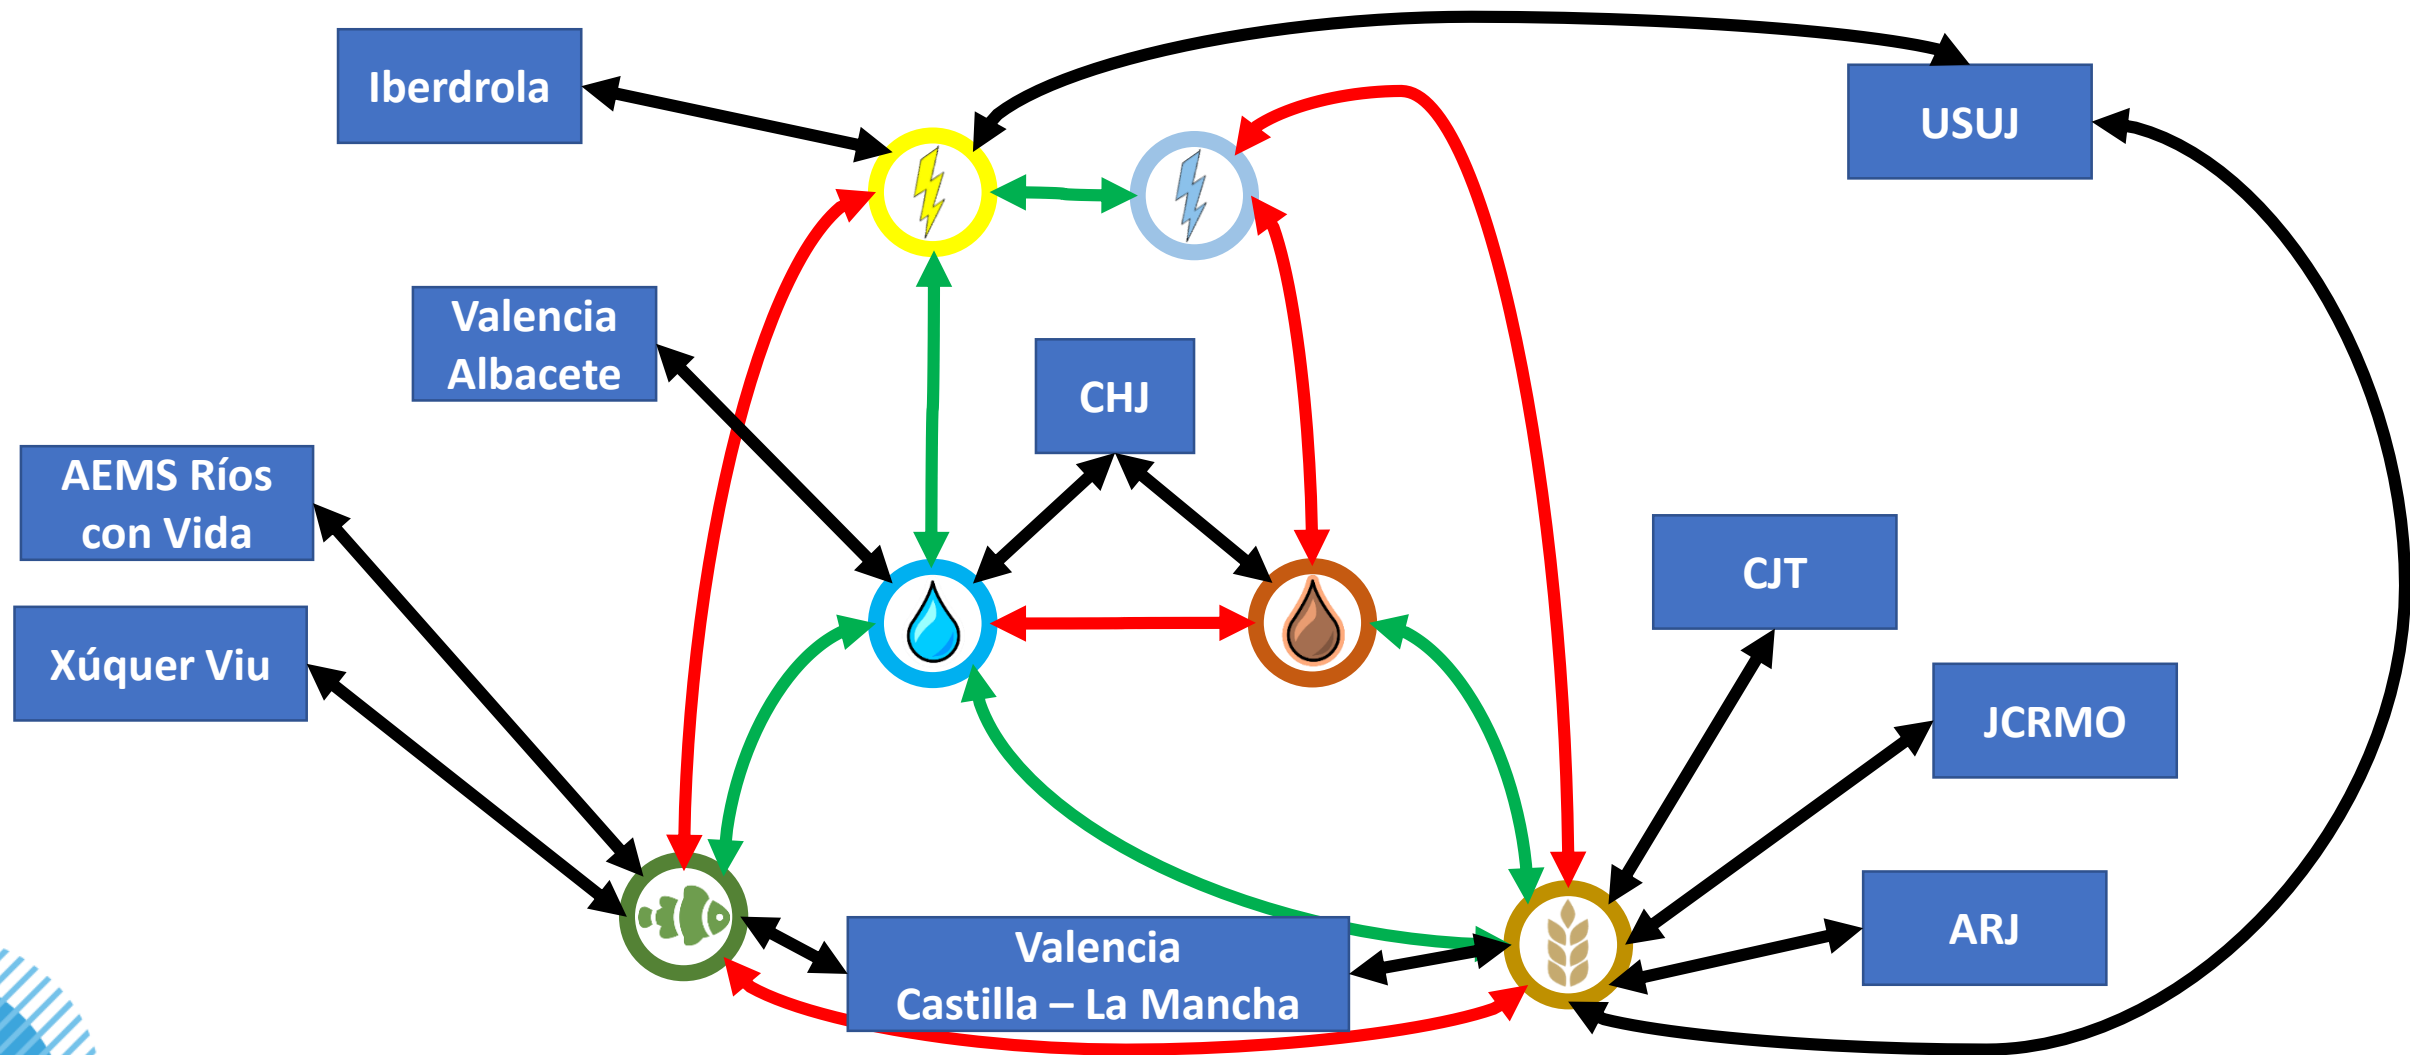 Iberdrola
USUJ
Valencia
Albacete
CHJ
AEMS Ríos
con Vida
CJT
Xúquer Viu
JCRMO
ARJ
Valencia
Castilla – La Mancha